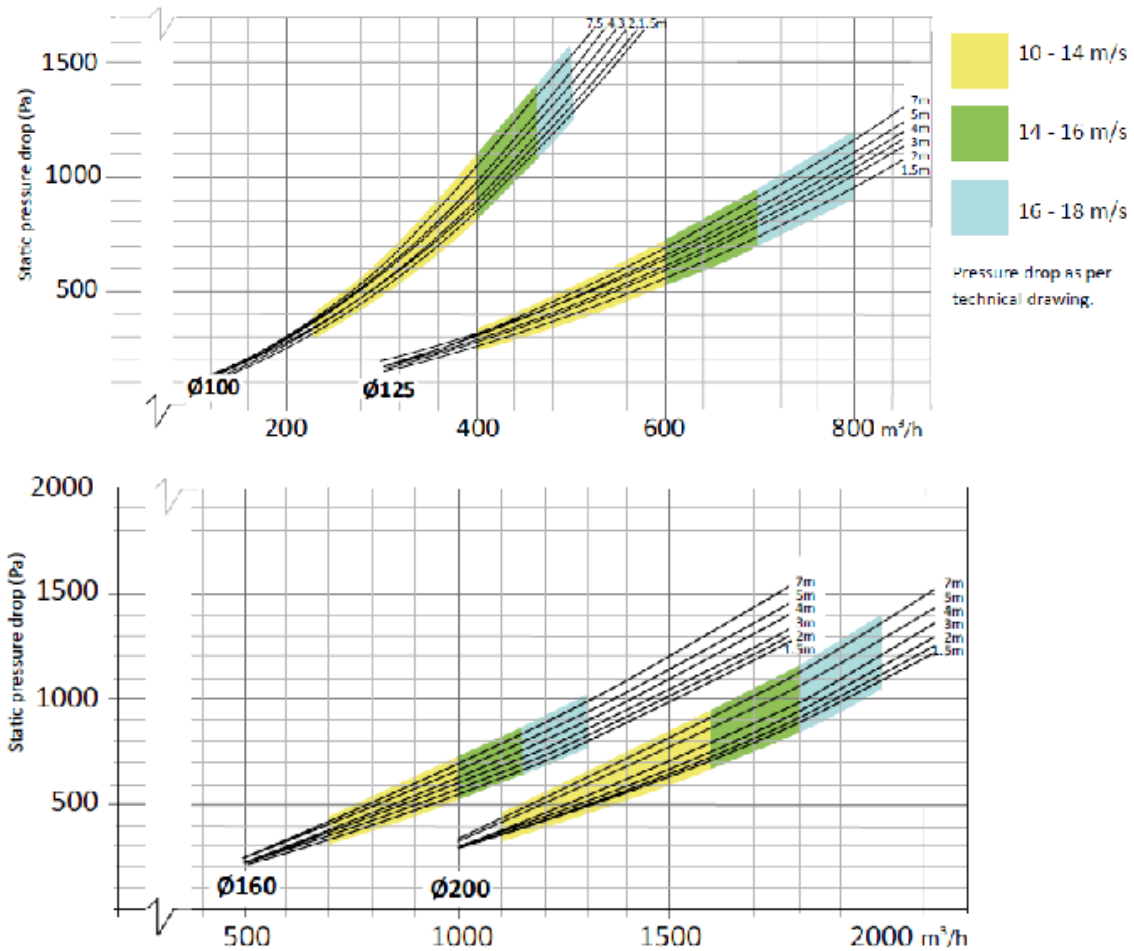 Static pressure drop (Pa)
1500
1000
500
7.5 4 3 2.1.5m
7m
5m
4m
3m
2m
1.5m
Ø100
Ø125
200
400
600
800 m³/h
10 - 14 m/s
14 - 16 m/s
16 - 18 m/s
Pressure drop as per
technical drawing.
Static pressure drop (Pa)
2000
1500
1000
500
7m
5m
4m
3m
2m
1.5m
7m
5m
4m
3m
2m
1.5m
Ø160
Ø200
500
1000
1500
2000 m³/h